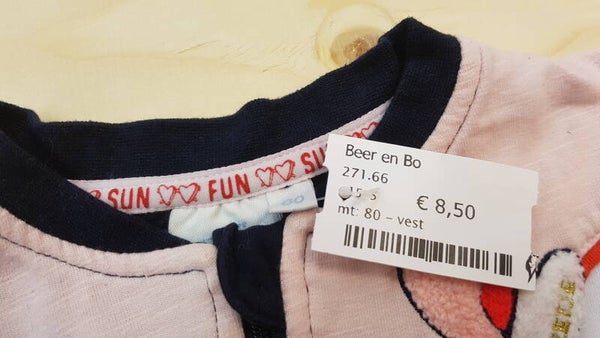 SUN FUN SU
Beer en Bo
271.66
€ 8,50
mt: 80 – vest